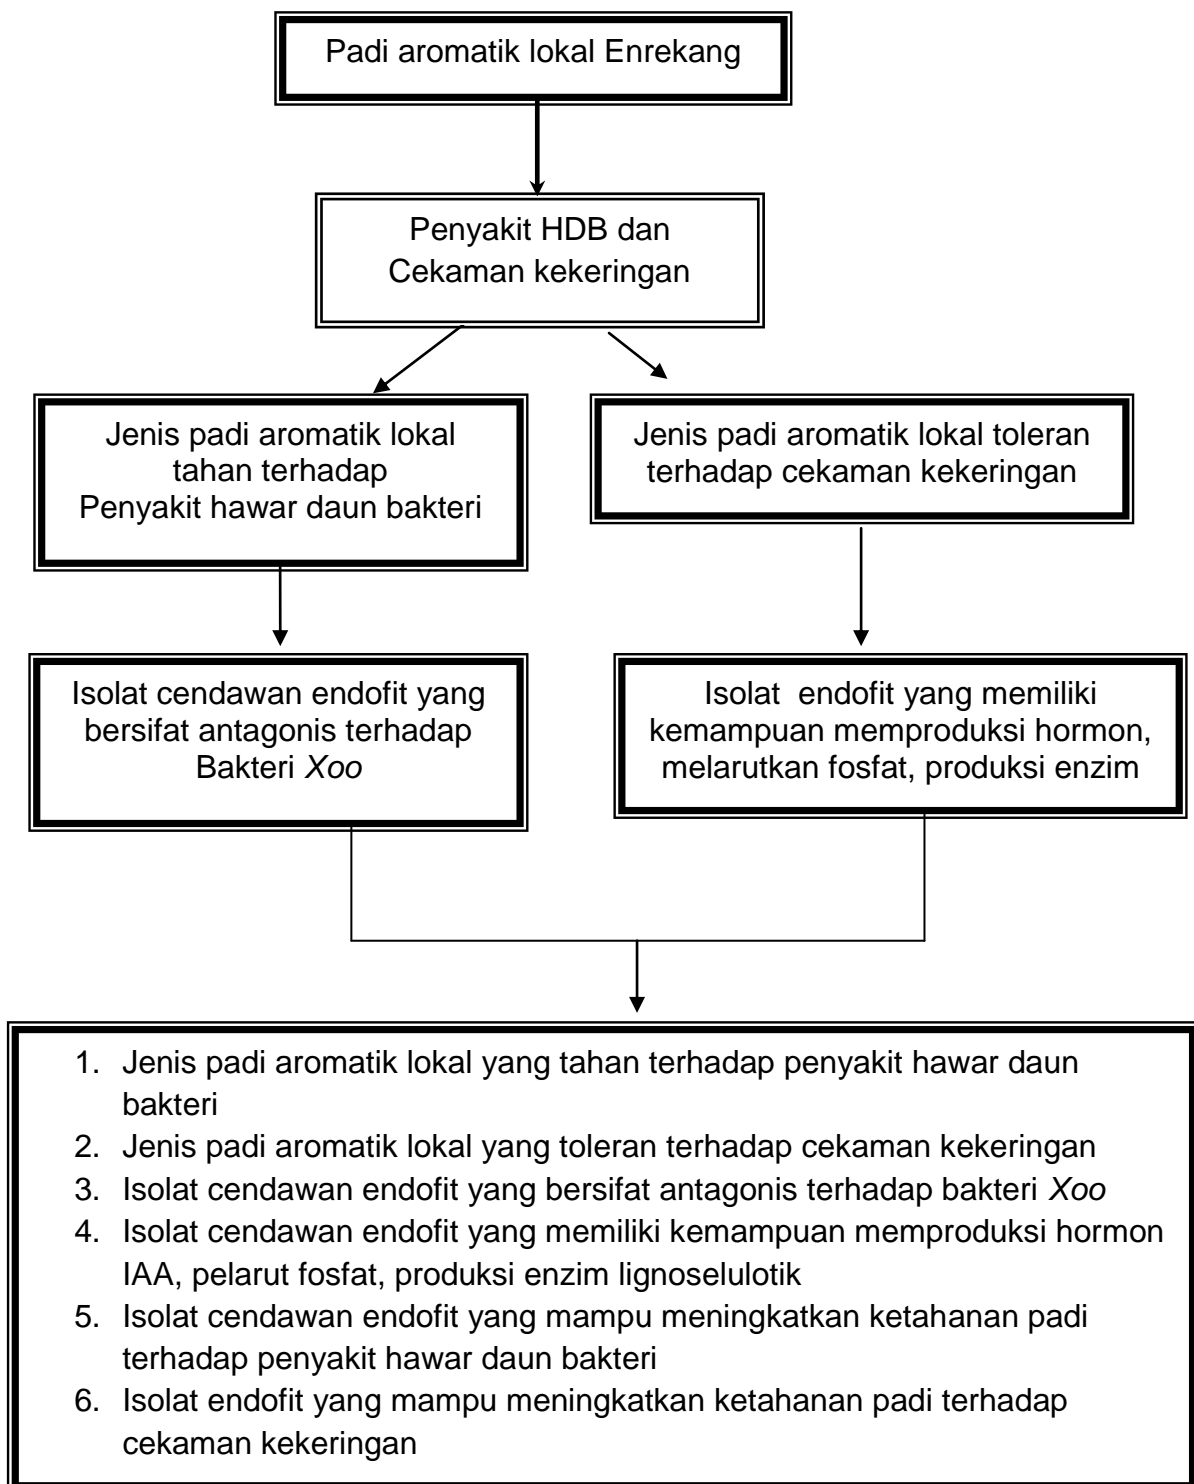 Padi aromatik lokal Enrekang
Penyakit HDB dan
Cekaman kekeringan
Jenis padi aromatik lokal
tahan terhadap
Penyakit hawar daun bakteri
Jenis padi aromatik lokal toleran
terhadap cekaman kekeringan
Isolat cendawan endofit yang
bersifat antagonis terhadap
Bakteri Xoo
Isolat endofit yang memiliki
kemampuan memproduksi hormon,
melarutkan fosfat, produksi enzim
1. Jenis padi aromatik lokal yang tahan terhadap penyakit hawar daun
bakteri
2. Jenis padi aromatik lokal yang toleran terhadap cekaman kekeringan
3. Isolat cendawan endofit yang bersifat antagonis terhadap bakteri Xoo
4. Isolat cendawan endofit yang memiliki kemampuan memproduksi hormon
IAA, pelarut fosfat, produksi enzim lignoselulotik
5. Isolat cendawan endofit yang mampu meningkatkan ketahanan padi
terhadap penyakit hawar daun bakteri
6. Isolat endofit yang mampu meningkatkan ketahanan padi terhadap
cekaman kekeringan